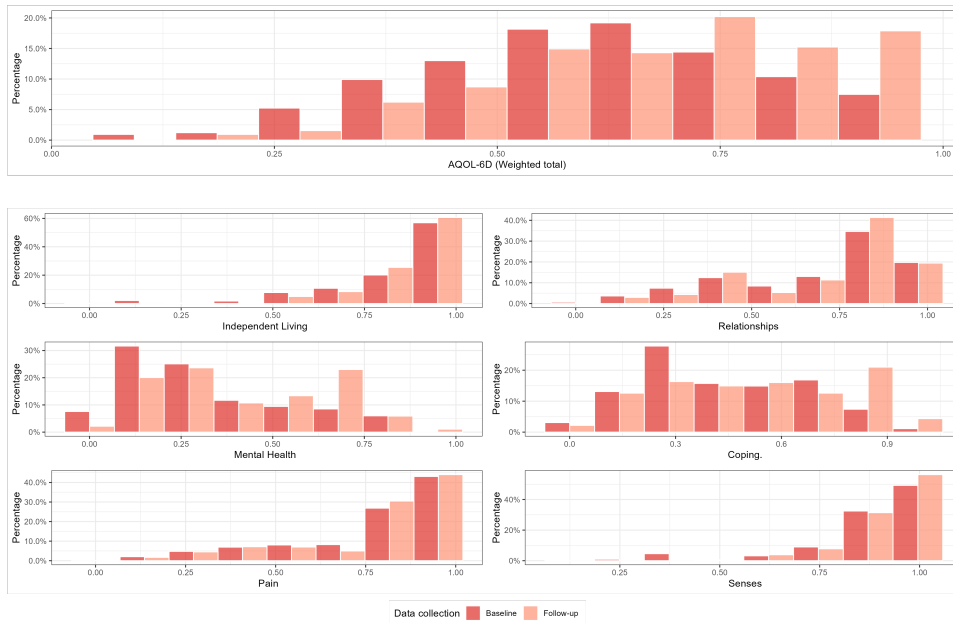 20.0%
15.0%
10.0%
5.0%
0.0%
Percentage
0.00 0.25 0.50 0.75 1.00
AQOL-6D (Weighted total)
60%
40%
20%
0%
Percentage
0.00 0.25 0.50 0.75 1.00
Independent Living
40.0%
30.0%
20.0%
10.0%
0.0%
Percentage
0.00 0.25 0.50 0.75 1.00
Relationships
30%
20%
10%
0%
Percentage
0.00 0.25 0.50 0.75 1.00
Mental Health
20%
10%
0%
Percentage
0.0 0.3 0.6 0.9
Coping.
40.0%
30.0%
20.0%
10.0%
0.0%
Percentage
0.00 0.25 0.50 0.75 1.00
Pain
40%
20%
0%
Percentage
0.25 0.50 0.75 1.00
Senses
Data collection Baseline Follow-up